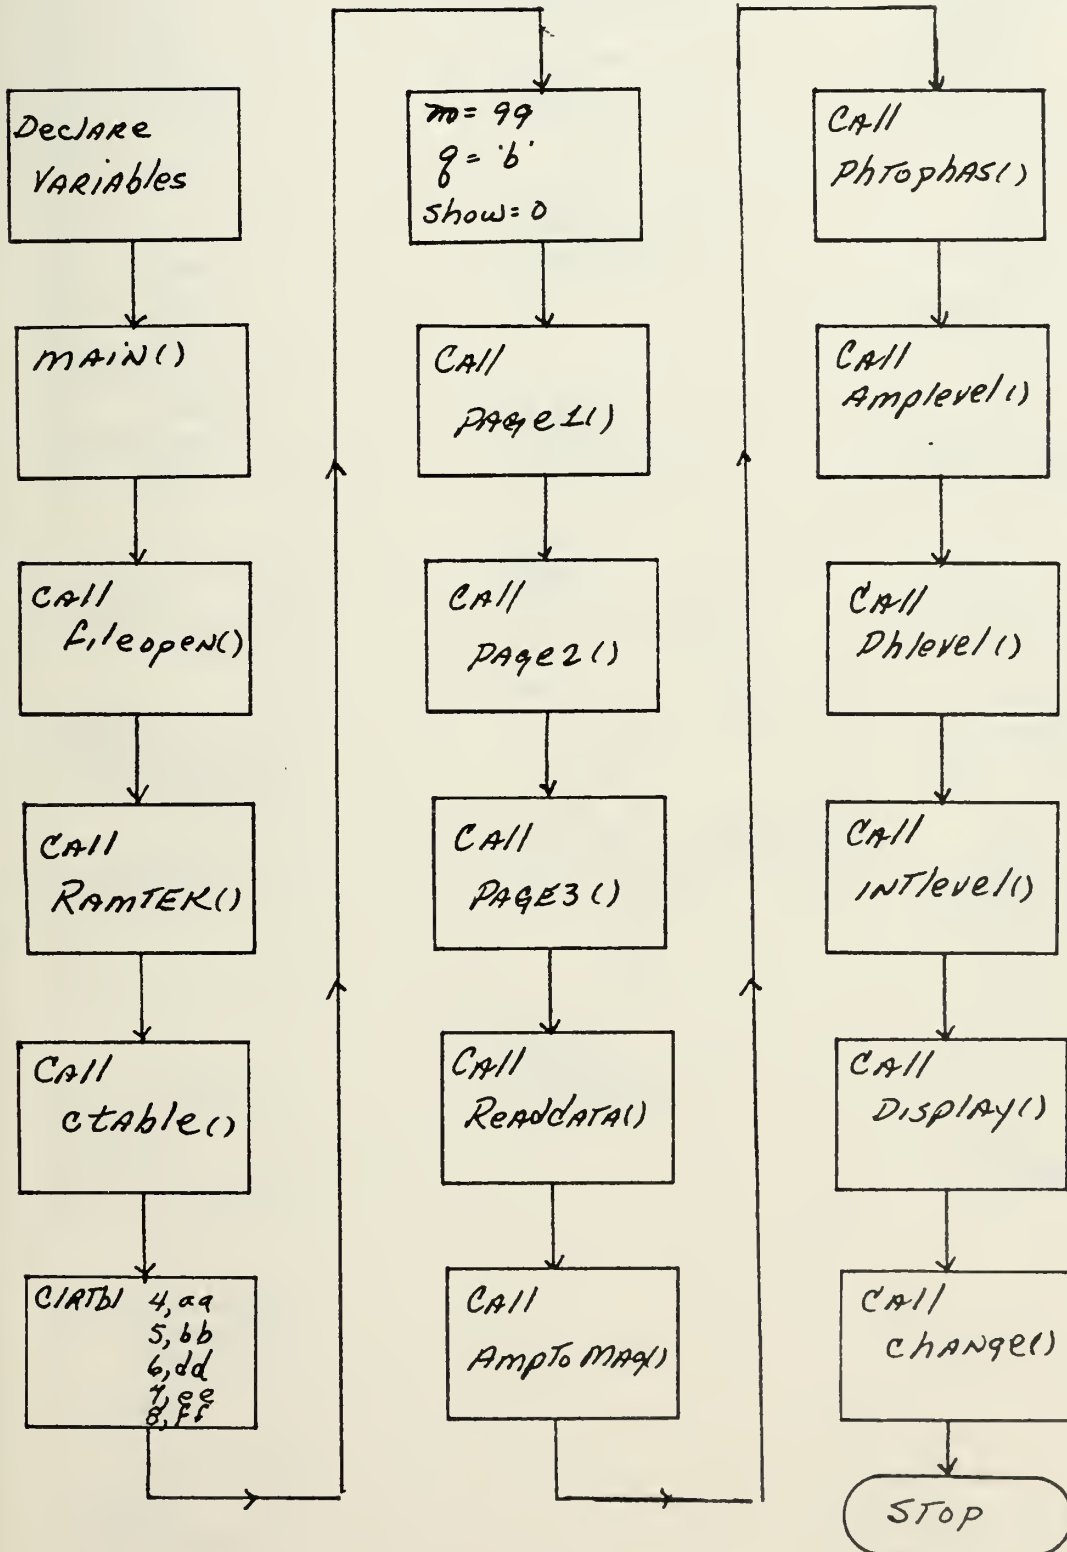 Declare
Variables
main()
Call
fileopen()
Call
RamTEK()
Call
ctable()
ClrTbl 4, aa
5, bb
6, dd
7, ee
8, ff
m = 99
q = 'b'
show = 0
Call
PAge1()
Call
PAge2()
Call
PAGE3()
Call
ReadDATA()
Call
AmpToMag()
Call
PhTophas()
Call
Amplevel()
Call
Phlevel()
Call
INTlevel()
Call
Display()
Call
change()
STOP